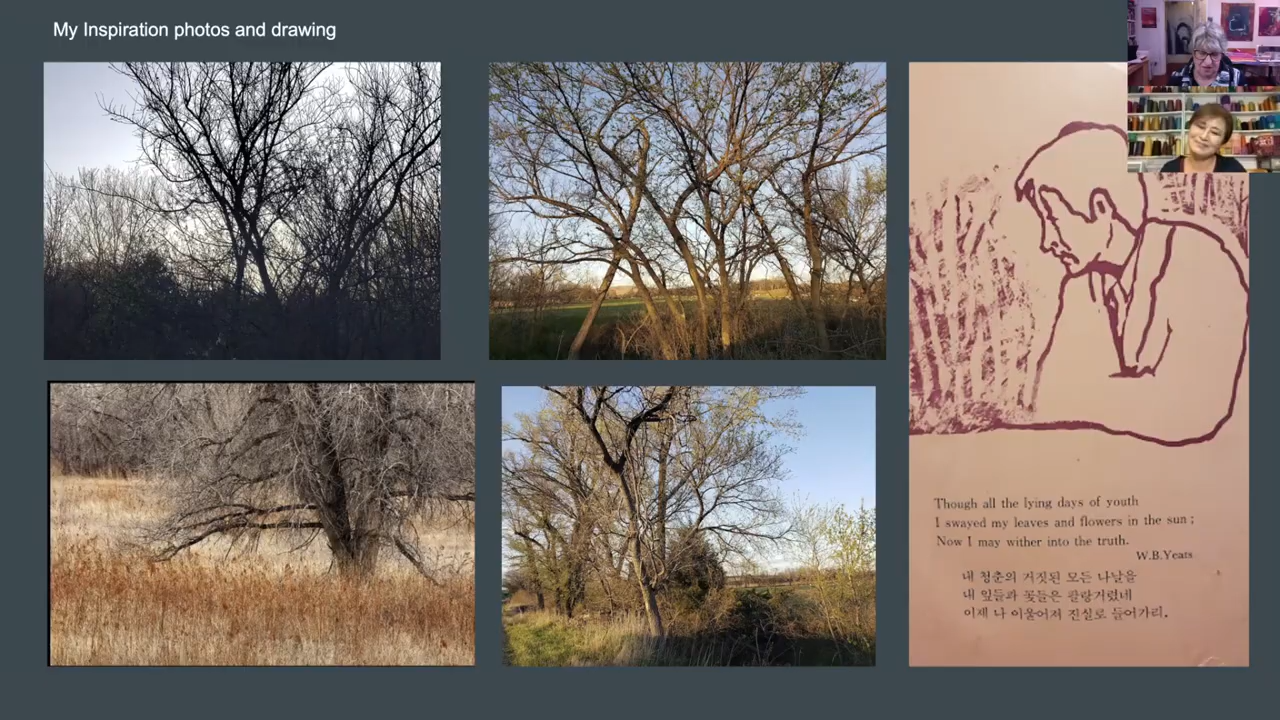 My Inspiration photos and drawing
Though all the lying days of youth
I swayed my leaves and flowers in the sun ;
Now I may wither into the truth.
W.B.Yeats
내 청춘의 거짓된 모든 나날을
내 잎들과 꽃들은 팔랑거렸네
이제 나 이울어져 진실로 들어가리.